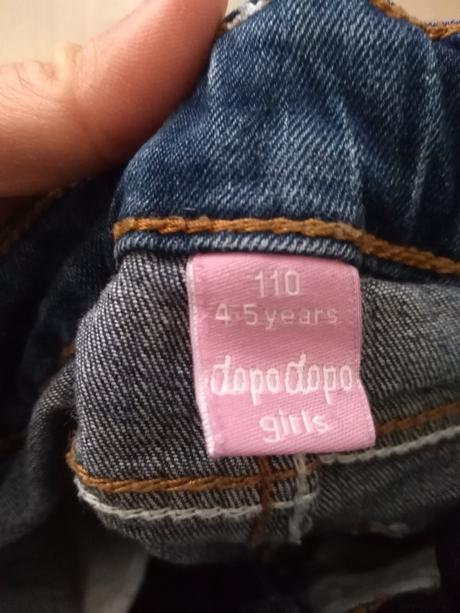 110
4-5 years
dopodopo
girls